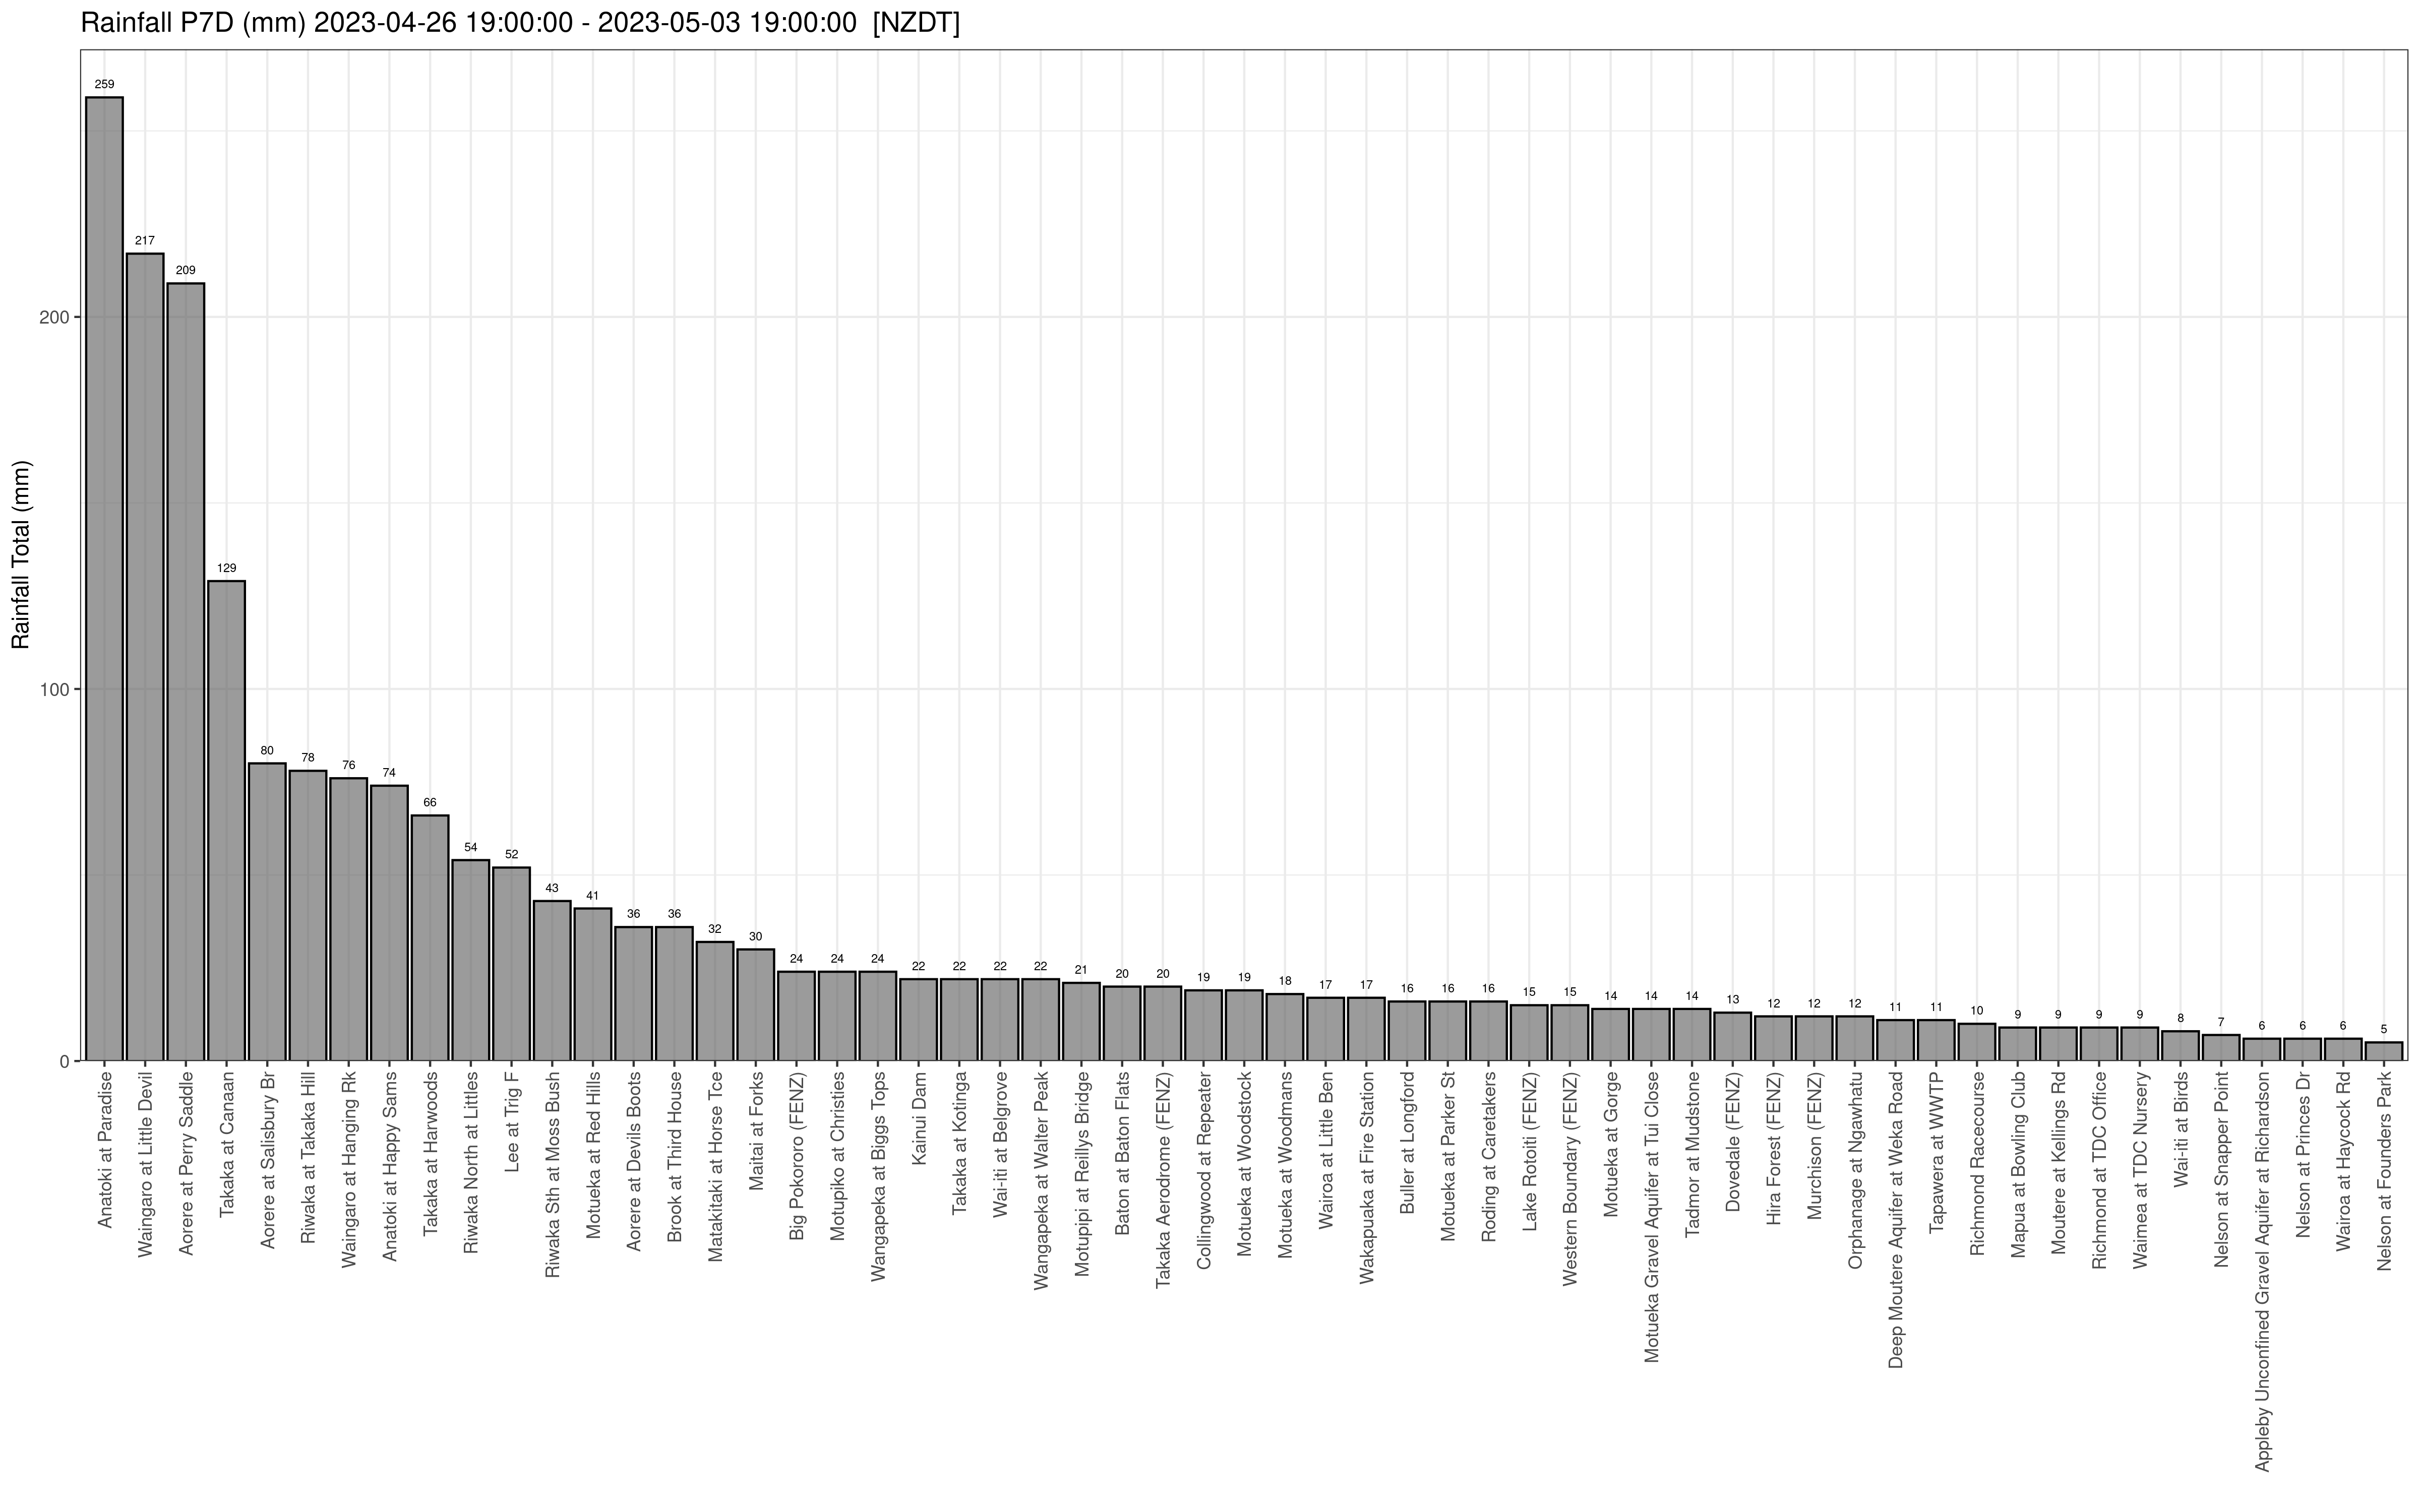 Rainfall P7D (mm) 2023-04-26 19:00:00 - 2023-05-03 19:00:00  [NZDT]
Rainfall Total (mm)
200
100
0
259
217
209
129
80
78
76
74
66
54
52
43
41
36
36
32
30
24
24
24
22
22
22
22
21
20
20
19
19
18
17
17
16
16
16
15
15
14
14
14
13
12
12
12
11
11
10
9
9
9
9
8
7
6
6
6
5
Anatoki at Paradise
Waingaro at Little Devil
Aorere at Perry Saddle
Takaka at Canaan
Aorere at Salisbury Br
Riwaka at Takaka Hill
Waingaro at Hanging Rk
Anatoki at Happy Sams
Takaka at Harwoods
Riwaka North at Littles
Lee at Trig F
Riwaka Sth at Moss Bush
Motueka at Red Hills
Aorere at Devils Boots
Brook at Third House
Matakitaki at Horse Tce
Maitai at Forks
Big Pokororo (FENZ)
Motupiko at Christies
Wangapeka at Biggs Tops
Kainui Dam
Takaka at Kotinga
Wai-iti at Belgrove
Wangapeka at Walter Peak
Motupipi at Reillys Bridge
Baton at Baton Flats
Takaka Aerodrome (FENZ)
Collingwood at Repeater
Motueka at Woodstock
Motueka at Woodmans
Wairoa at Little Ben
Wakapuaka at Fire Station
Buller at Longford
Motueka at Parker St
Roding at Caretakers
Lake Rotoiti (FENZ)
Western Boundary (FENZ)
Motueka at Gorge
Motueka Gravel Aquifer at Tui Close
Tadmor at Mudstone
Dovedale (FENZ)
Hira Forest (FENZ)
Murchison (FENZ)
Orphanage at Ngawhatu
Deep Moutere Aquifer at Weka Road
Tapawera at WWTP
Richmond Racecourse
Mapua at Bowling Club
Moutere at Kellings Rd
Richmond at TDC Office
Waimea at TDC Nursery
Wai-iti at Birds
Nelson at Snapper Point
Appleby Unconfined Gravel Aquifer at Richardson
Nelson at Princes Dr
Wairoa at Haycock Rd
Nelson at Founders Park